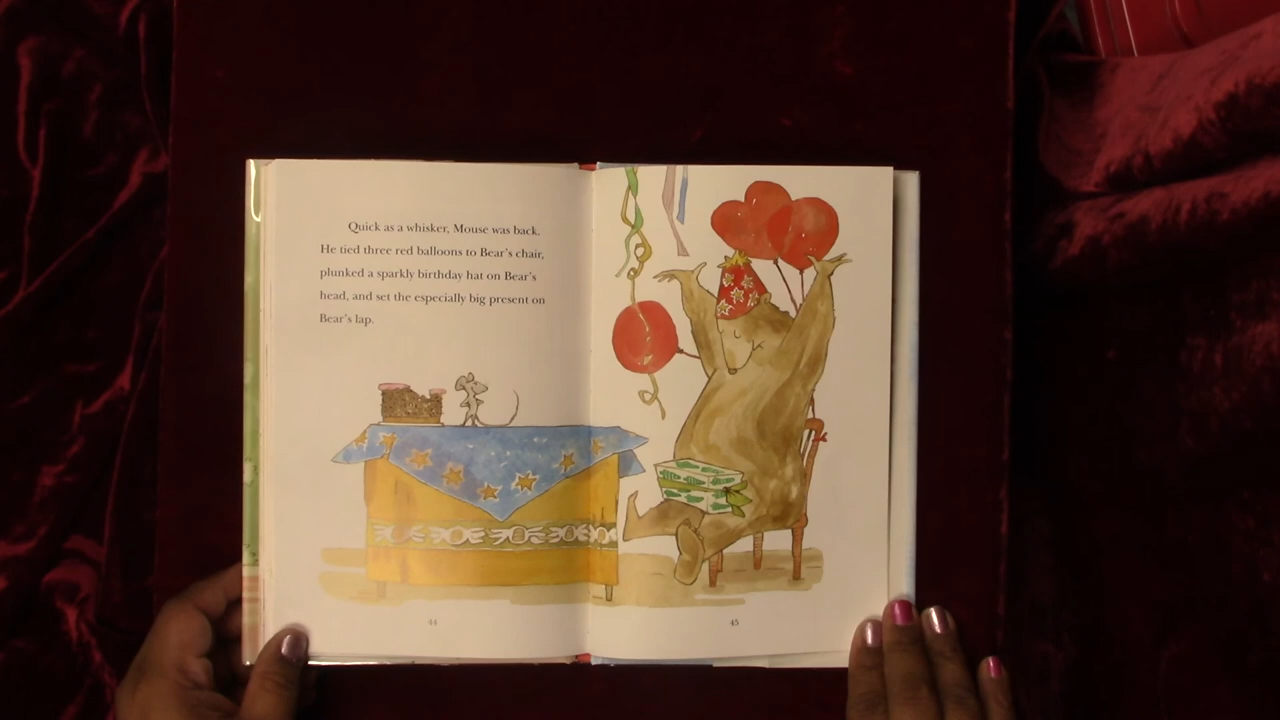 Quick as a whisker, Mouse was back.
He tied three red balloons to Bear's chair,
plunked a sparkly birthday hat on Bear's
head, and set the especially big present on
Bear's lap.
44
45